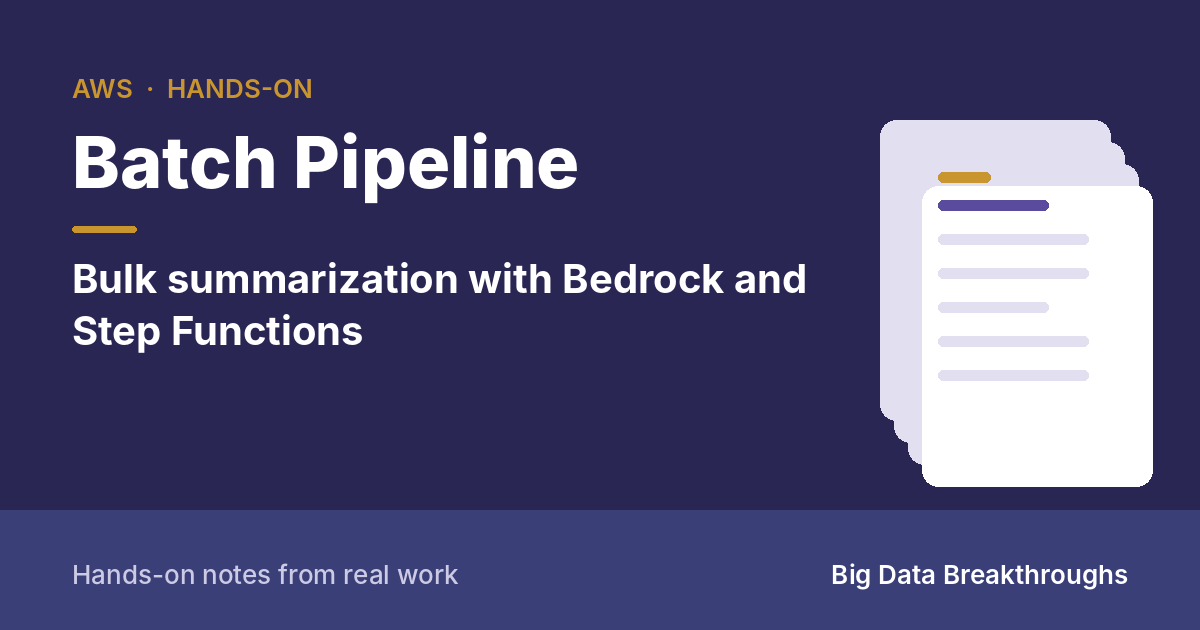 AWS · HANDS-ON
Batch Pipeline
Bulk summarization with Bedrock and
Step Functions
Hands-on notes from real work
Big Data Breakthroughs